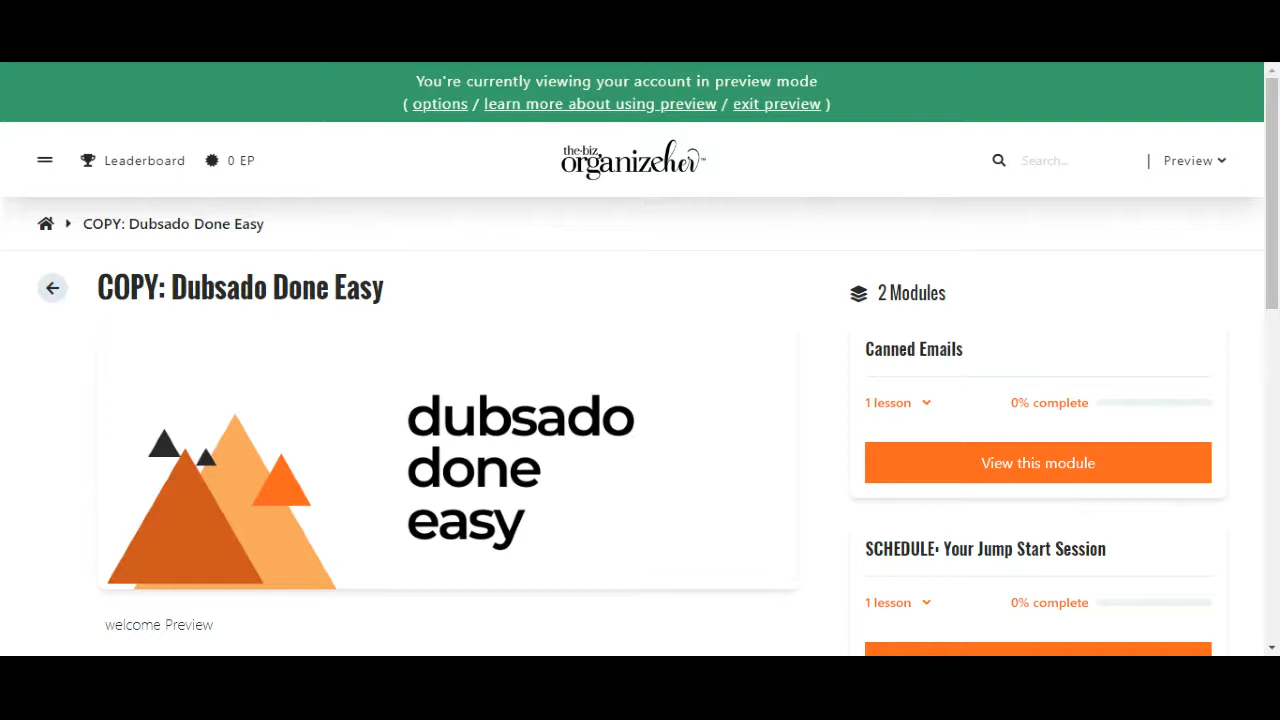 You're currently viewing your account in preview mode
( options / learn more about using preview / exit preview )
Leaderboard
0 EP
the·biz
organizeher™
Search...
| Preview
COPY: Dubsado Done Easy
COPY: Dubsado Done Easy
dubsado
done
easy
welcome Preview
2 Modules
Canned Emails
1 lesson
0% complete
View this module
SCHEDULE: Your Jump Start Session
1 lesson
0% complete